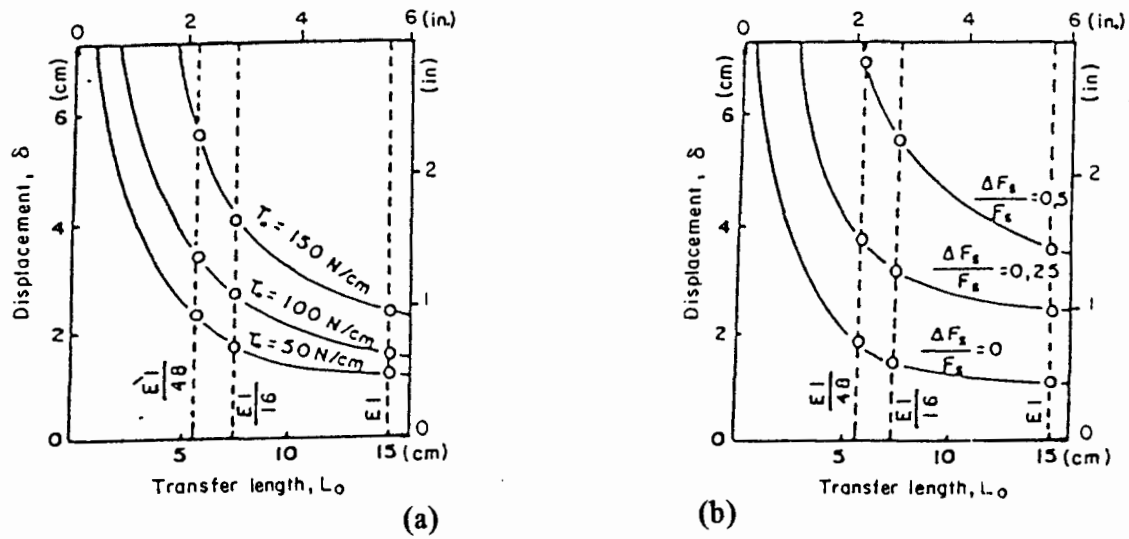 0 2 4 6 (in.)
(cm)
6
4
2
0
Displacement, δ
(in)
2
1
0
τ₀ = 150 N/cm
τ₀ = 100 N/cm
τ = 50 N/cm
EI/48
EI/16
EI
5 10 15 (cm)
Transfer length, L₀
(a)
0 2 4 6 (in.)
(cm)
6
4
2
0
Displacement, δ
(in)
2
1
0
ΔFs/Fs = 0,5
ΔFs/Fs = 0,25
ΔFs/Fs = 0
EI/48
EI/16
EI
5 10 15 (cm)
Transfer length, L₀
(b)